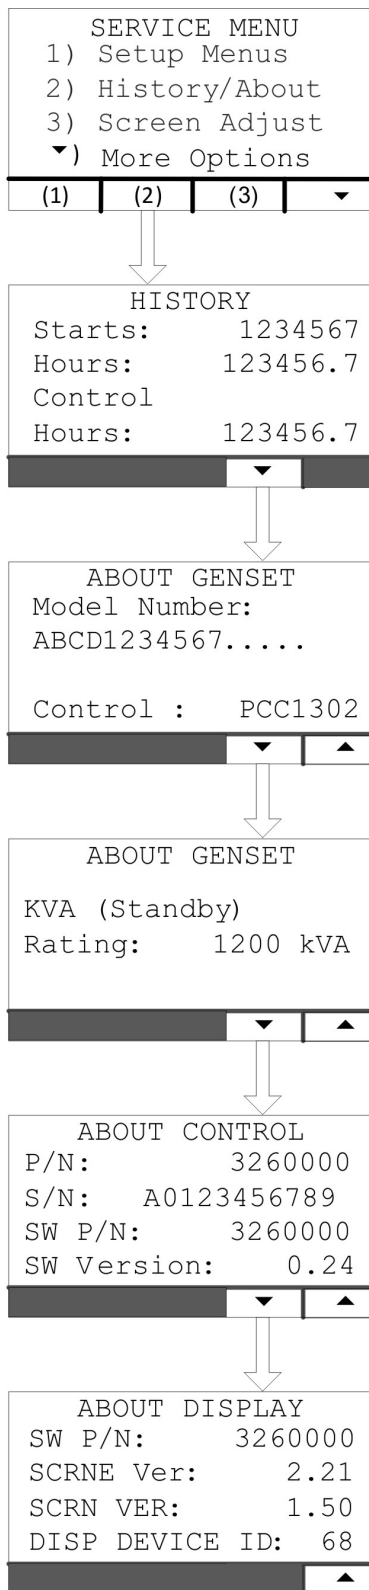 SERVICE MENU
1) Setup Menus
2) History/About
3) Screen Adjust
▼) More Options
(1) (2) (3) ▼
HISTORY
Starts: 1234567
Hours: 123456.7
Control
Hours: 123456.7
▼
ABOUT GENSET
Model Number:
ABCD1234567.....
Control : PCC1302
▼ ▲
ABOUT GENSET
KVA (Standby)
Rating: 1200 kVA
▼ ▲
ABOUT CONTROL
P/N: 3260000
S/N: A0123456789
SW P/N: 3260000
SW Version: 0.24
▼ ▲
ABOUT DISPLAY
SW P/N: 3260000
SCRNE Ver: 2.21
SCRN VER: 1.50
DISP DEVICE ID: 68
▲